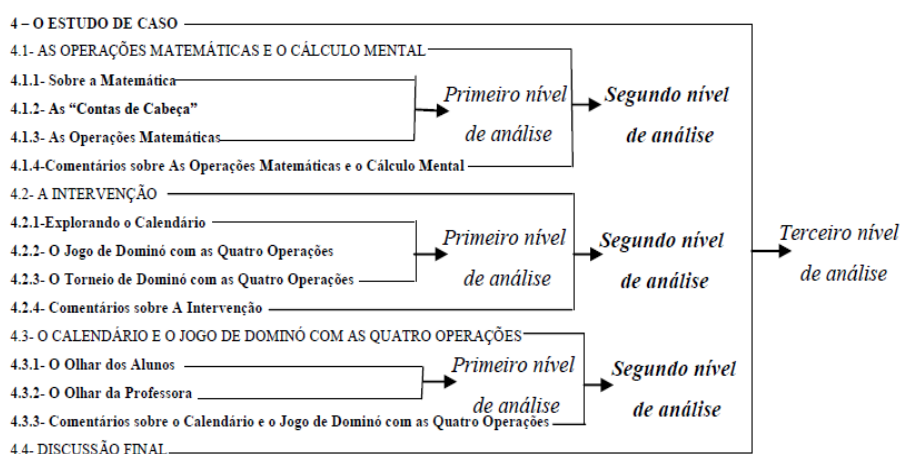 4 – O ESTUDO DE CASO
4.1- AS OPERAÇÕES MATEMÁTICAS E O CÁLCULO MENTAL
4.1.1- Sobre a Matemática
4.1.2- As “Contas de Cabeça”
4.1.3- As Operações Matemáticas
4.1.4-Comentários sobre As Operações Matemáticas e o Cálculo Mental
Primeiro nível
de análise
Segundo nível
de análise
4.2- A INTERVENÇÃO
4.2.1-Explorando o Calendário
4.2.2- O Jogo de Dominó com as Quatro Operações
4.2.3- O Torneio de Dominó com as Quatro Operações
4.2.4- Comentários sobre A Intervenção
Primeiro nível
de análise
Segundo nível
de análise
4.3- O CALENDÁRIO E O JOGO DE DOMINÓ COM AS QUATRO OPERAÇÕES
4.3.1- O Olhar dos Alunos
4.3.2- O Olhar da Professora
4.3.3- Comentários sobre o Calendário e o Jogo de Dominó com as Quatro Operações
Primeiro nível
de análise
Segundo nível
de análise
4.4- DISCUSSÃO FINAL
Terceiro nível
de análise